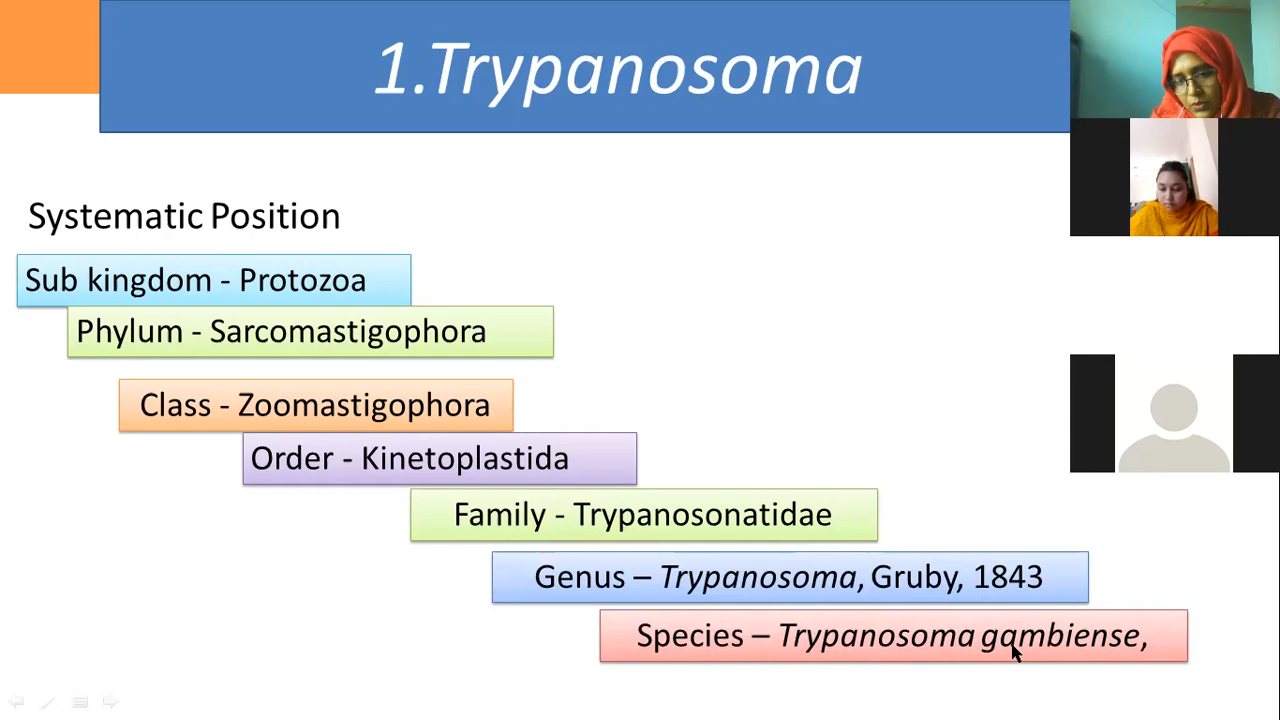 1.Trypanosoma
Systematic Position
Sub kingdom - Protozoa
Phylum - Sarcomastigophora
Class - Zoomastigophora
Order - Kinetoplastida
Family - Trypanosonatidae
Genus – Trypanosoma, Gruby, 1843
Species – Trypanosoma gambiense,